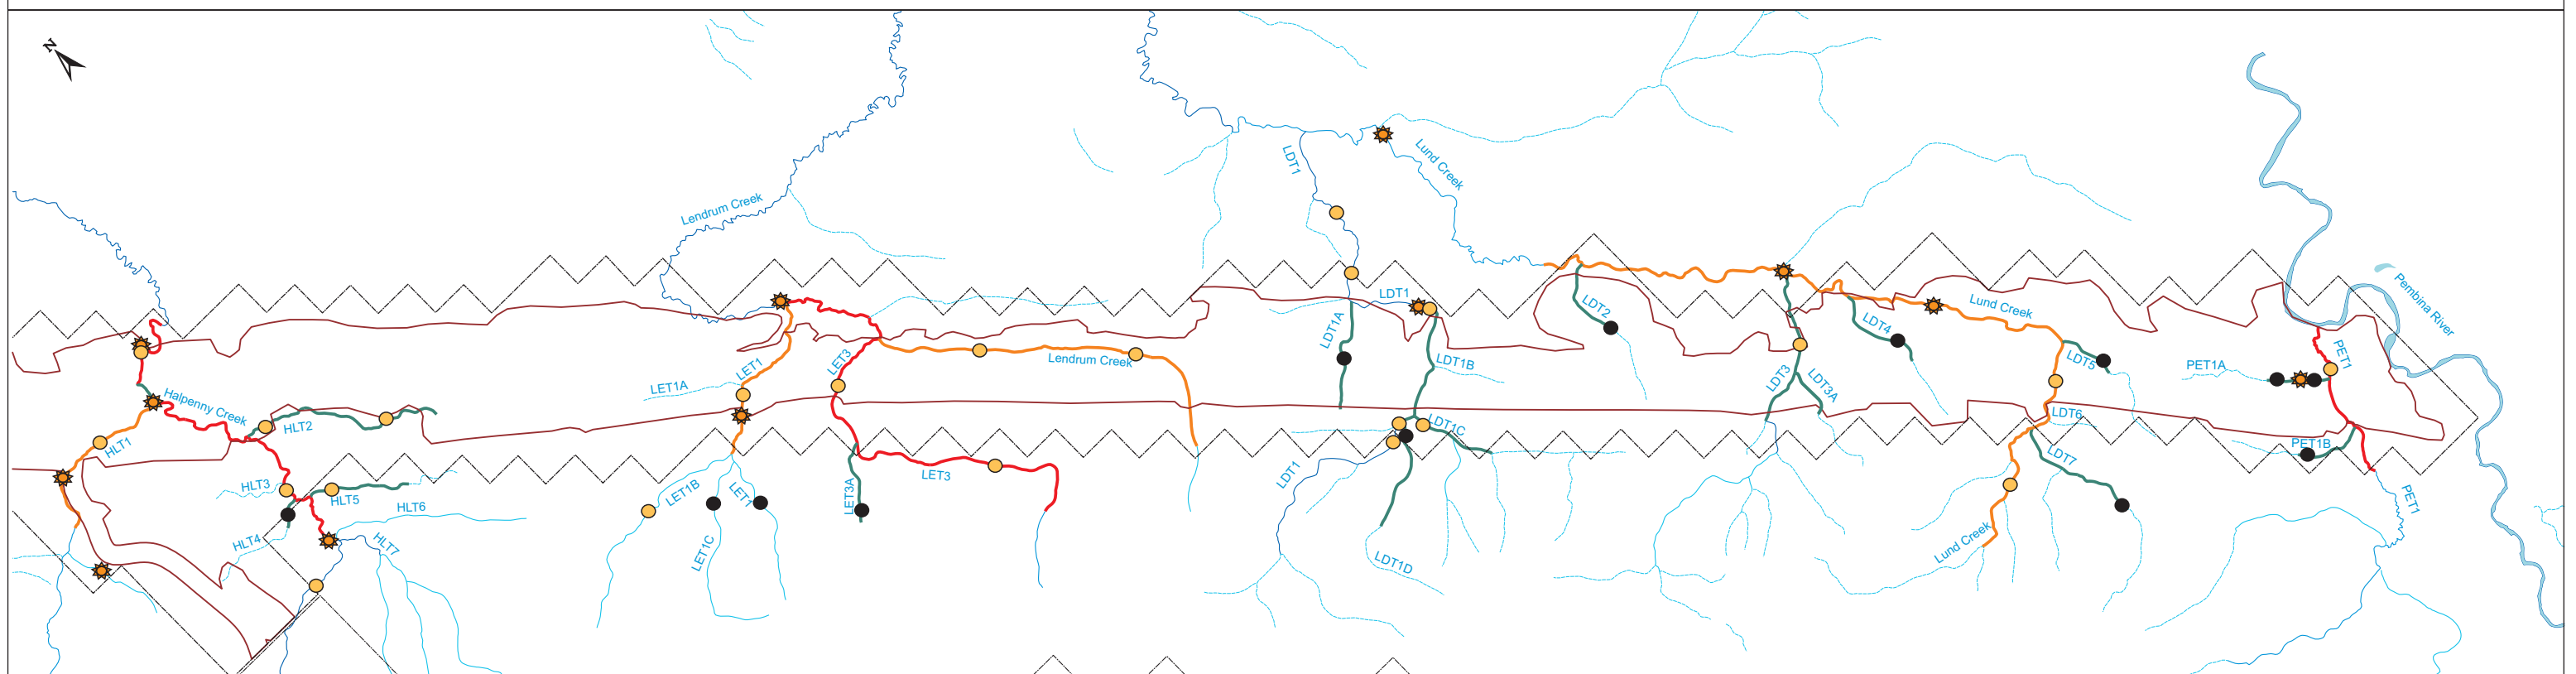 N
Lendrum Creek
LDT1
Lund Creek
Pembina River
LDT1
LDT2
Lund Creek
LDT1A
LDT4
LET3
Lendrum Creek
LET1
LDT1B
LDT5
PET1A
PET1
LET1A
LDT3
LDT3A
Halpenny Creek
HLT2
LDT6
HLT1
LDT1C
PET1B
LDT7
LET3
LDT1
HLT3
LET1B
LET1
LET3A
HLT5
HLT6
PET1
HLT4
HLT7
LET1C
LDT1D
Lund Creek